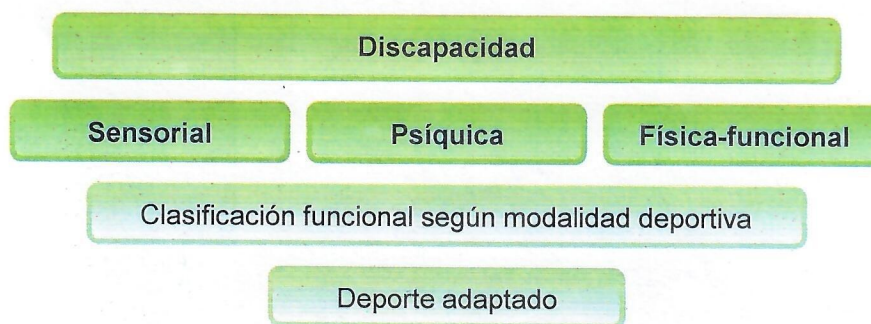 Discapacidad
Sensorial
Psíquica
Física-funcional
Clasificación funcional según modalidad deportiva
Deporte adaptado